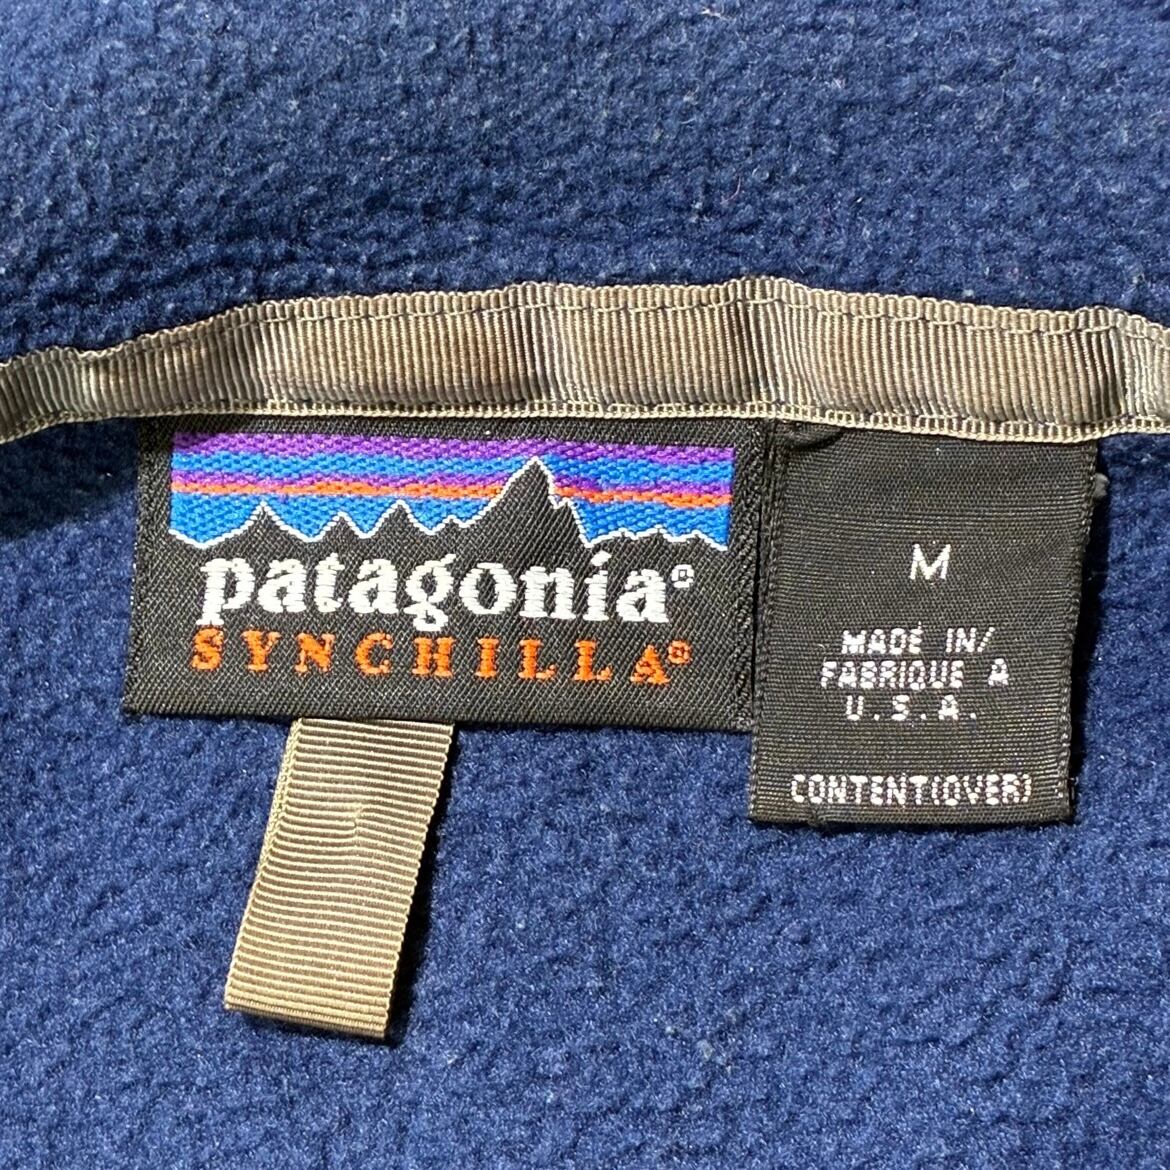 patagonia®
SYNCHILLA®
M
MADE IN/
FABRIQUE A
U.S.A.
CONTENT(OVER)